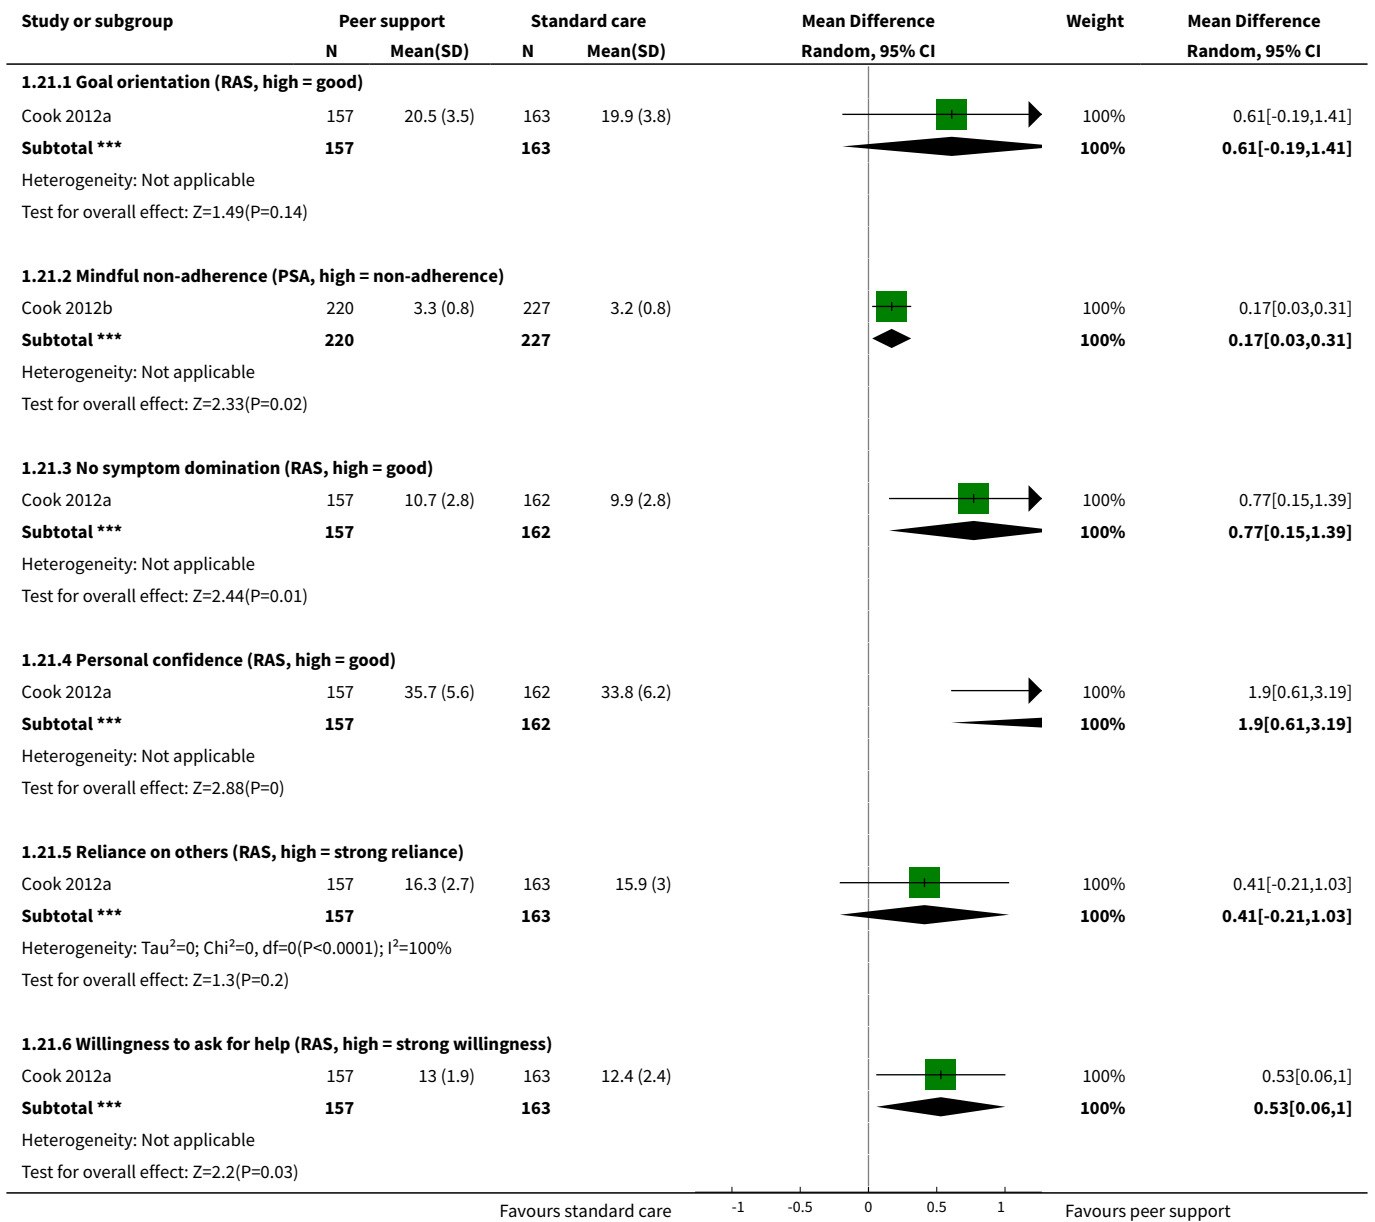 Study or subgroup Peer support Standard care Mean Difference Weight Mean Difference
N Mean(SD) N Mean(SD) Random, 95% CI Random, 95% CI
1.21.1 Goal orientation (RAS, high = good)
Cook 2012a 157 20.5 (3.5) 163 19.9 (3.8) 100% 0.61[-0.19,1.41]
Subtotal *** 157 163 100% 0.61[-0.19,1.41]
Heterogeneity: Not applicable
Test for overall effect: Z=1.49(P=0.14)
1.21.2 Mindful non-adherence (PSA, high = non-adherence)
Cook 2012b 220 3.3 (0.8) 227 3.2 (0.8) 100% 0.17[0.03,0.31]
Subtotal *** 220 227 100% 0.17[0.03,0.31]
Heterogeneity: Not applicable
Test for overall effect: Z=2.33(P=0.02)
1.21.3 No symptom domination (RAS, high = good)
Cook 2012a 157 10.7 (2.8) 162 9.9 (2.8) 100% 0.77[0.15,1.39]
Subtotal *** 157 162 100% 0.77[0.15,1.39]
Heterogeneity: Not applicable
Test for overall effect: Z=2.44(P=0.01)
1.21.4 Personal confidence (RAS, high = good)
Cook 2012a 157 35.7 (5.6) 162 33.8 (6.2) 100% 1.9[0.61,3.19]
Subtotal *** 157 162 100% 1.9[0.61,3.19]
Heterogeneity: Not applicable
Test for overall effect: Z=2.88(P=0)
1.21.5 Reliance on others (RAS, high = strong reliance)
Cook 2012a 157 16.3 (2.7) 163 15.9 (3) 100% 0.41[-0.21,1.03]
Subtotal *** 157 163 100% 0.41[-0.21,1.03]
Heterogeneity: Tau²=0; Chi²=0, df=0(P<0.0001); I²=100%
Test for overall effect: Z=1.3(P=0.2)
1.21.6 Willingness to ask for help (RAS, high = strong willingness)
Cook 2012a 157 13 (1.9) 163 12.4 (2.4) 100% 0.53[0.06,1]
Subtotal *** 157 163 100% 0.53[0.06,1]
Heterogeneity: Not applicable
Test for overall effect: Z=2.2(P=0.03)
Favours standard care -1 -0.5 0 0.5 1 Favours peer support